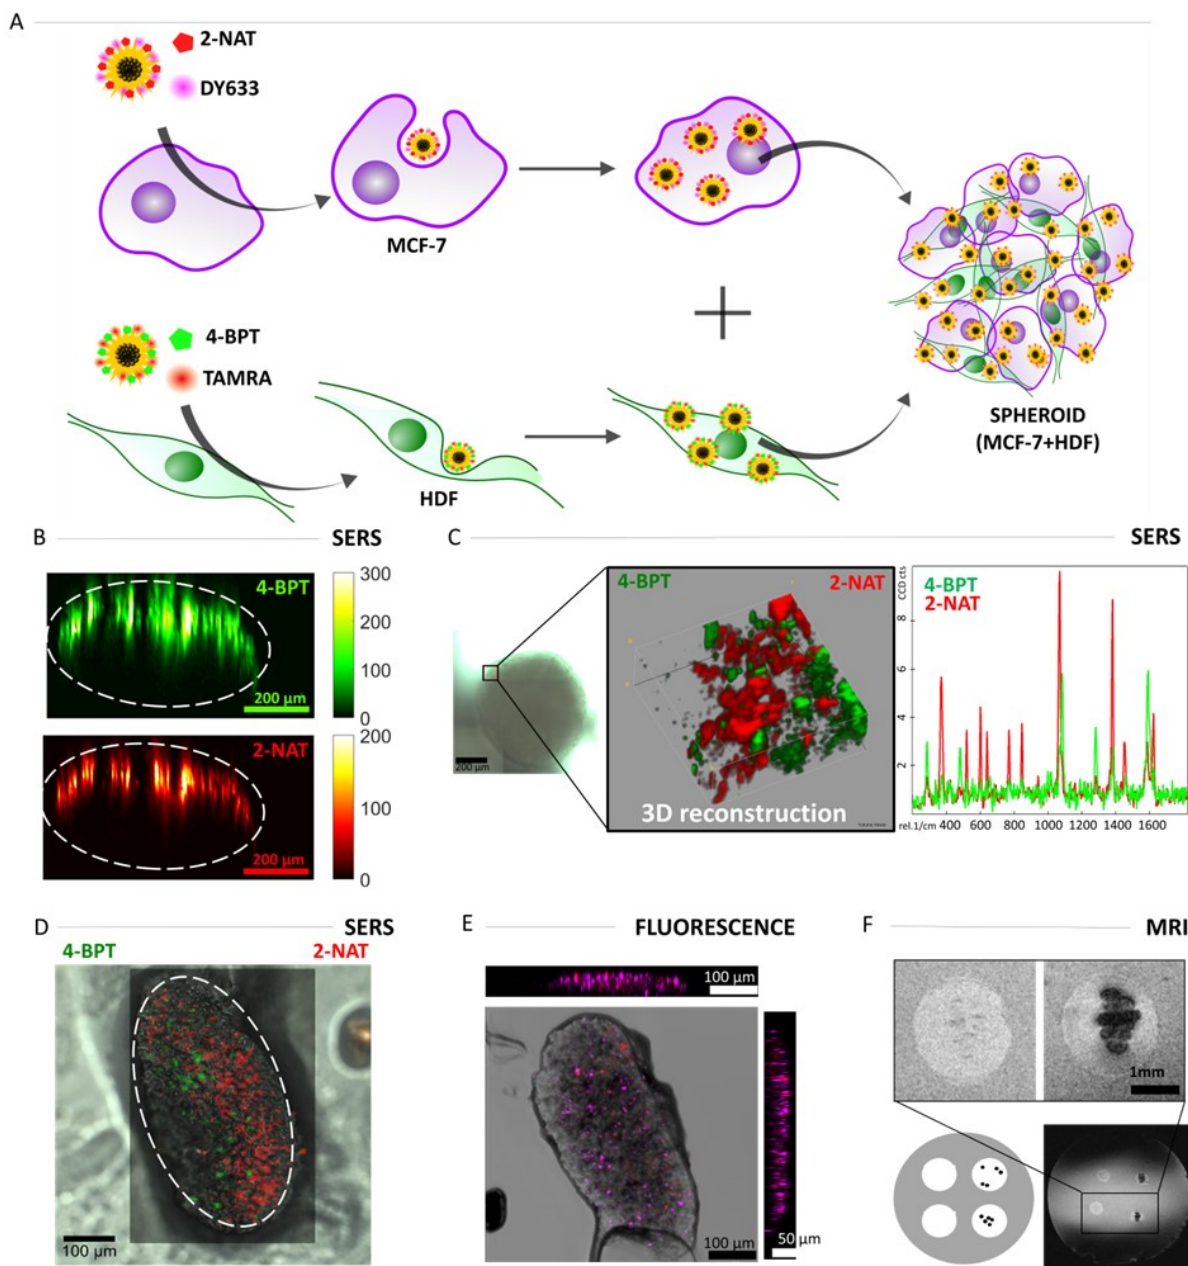 A
2-NAT
DY633
MCF-7
4-BPT
TAMRA
HDF
SPHEROID
(MCF-7+HDF)
B
SERS
4-BPT
300
200
100
0
200 µm
2-NAT
200
100
0
200 µm
C
SERS
4-BPT
2-NAT
200 µm
3D reconstruction
CCD cts
4-BPT
2-NAT
8
6
4
2
rel.1/cm
400
600
800
1000
1200
1400
1600
D
SERS
4-BPT
2-NAT
100 µm
E
FLUORESCENCE
100 µm
100 µm
50 µm
F
MRI
1mm